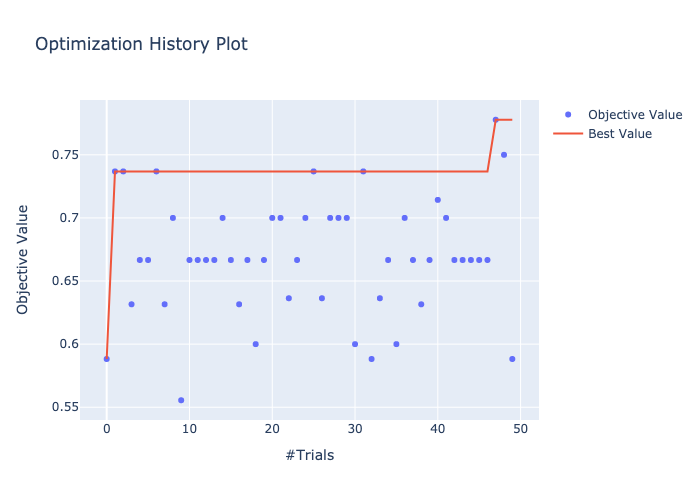 Optimization History Plot
Objective Value
Best Value
0.75
0.7
0.65
0.6
0.55
Objective Value
0
10
20
30
40
50
#Trials